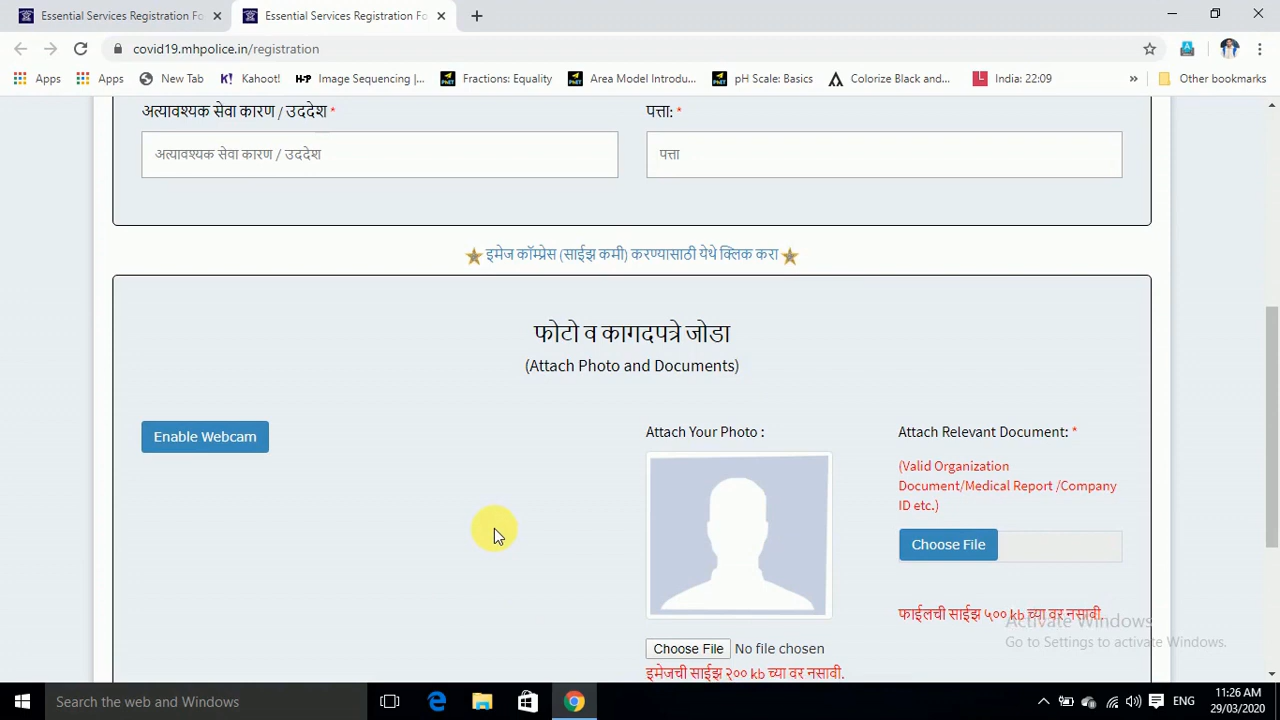 Essential Services Registration Fo
Essential Services Registration Fo
covid19.mhpolice.in/registration
Apps
Apps
New Tab
Kahoot!
Image Sequencing |...
Fractions: Equality
Area Model Introdu...
pH Scale: Basics
Colorize Black and...
India: 22:09
»
Other bookmarks
अत्यावश्यक सेवा कारण / उददेश *
पत्ता: *
अत्यावश्यक सेवा कारण / उददेश
पत्ता
इमेज कॉम्प्रेस (साईझ कमी) करण्यासाठी येथे क्लिक करा
फोटो व कागदपत्रे जोडा
(Attach Photo and Documents)
Enable Webcam
Attach Your Photo :
Attach Relevant Document: *
(Valid Organization
Document/Medical Report /Company
ID etc.)
Choose File
फाईलची साईझ ५०० kb च्या वर नसावी.
Activate Windows
Go to Settings to activate Windows.
Choose File No file chosen
इमेजची साईझ २०० kb च्या वर नसावी.
Search the web and Windows
ENG
11:26 AM
29/03/2020